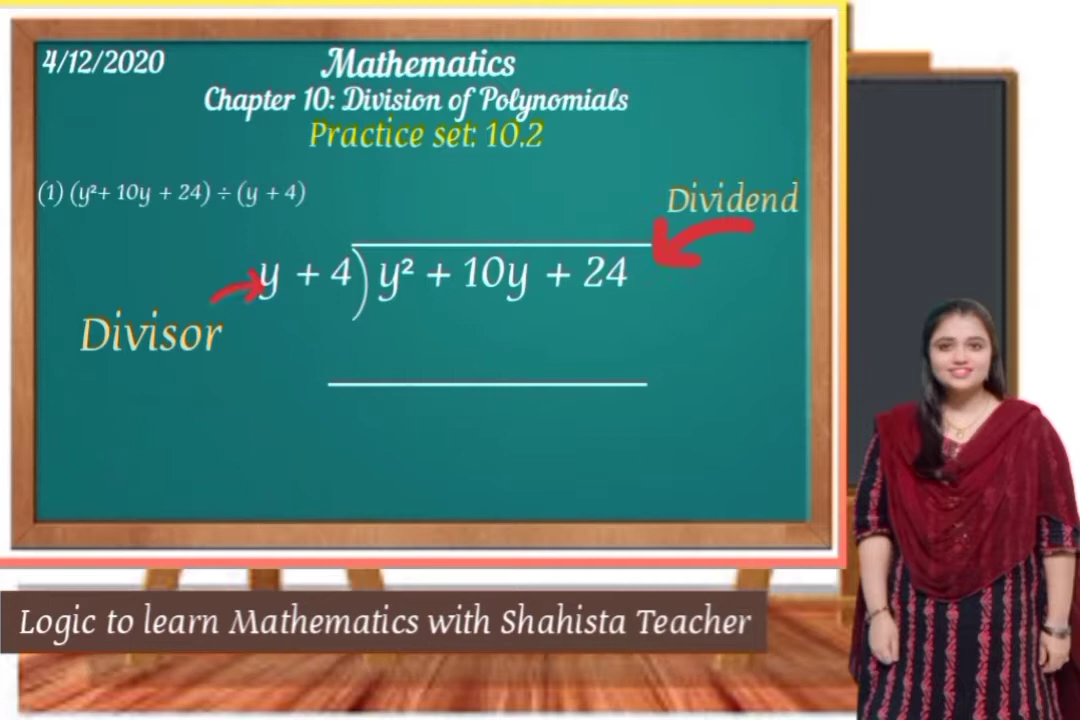 4/12/2020
Mathematics
Chapter 10: Division of Polynomials
Practice set: 10.2
(1) (y²+ 10y + 24) ÷ (y + 4)
Dividend
y + 4) y² + 10y + 24
Divisor
Logic to learn Mathematics with Shahista Teacher